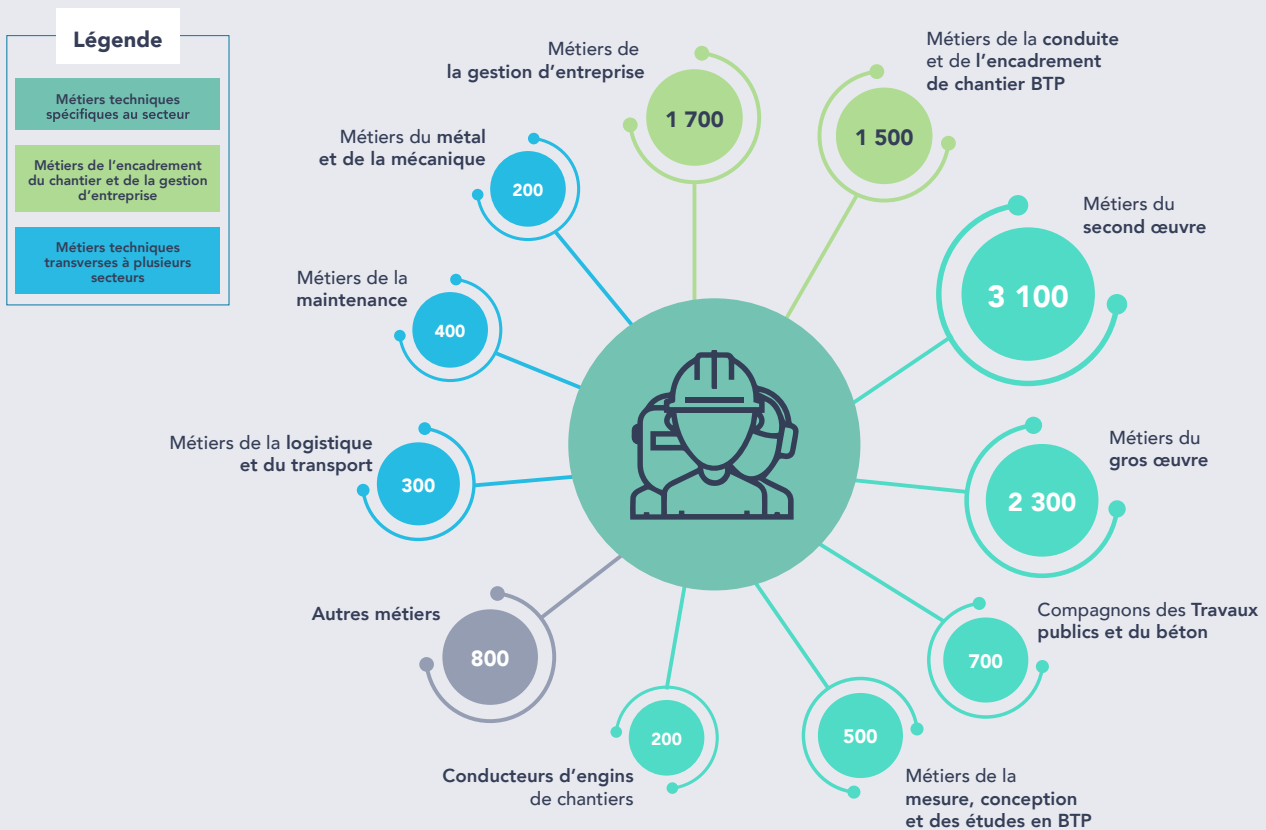 Légende
Métiers techniques
spécifiques au secteur
Métiers de l'encadrement
du chantier et de la gestion
d'entreprise
Métiers techniques
transverses à plusieurs
secteurs
Métiers de
la gestion d'entreprise
1 700
Métiers de la conduite
et de l'encadrement
de chantier BTP
1 500
Métiers du métal
et de la mécanique
200
Métiers du
second œuvre
3 100
Métiers de la
maintenance
400
Métiers de la logistique
et du transport
300
Métiers du
gros œuvre
2 300
Autres métiers
800
Compagnons des Travaux
publics et du béton
700
Conducteurs d'engins
de chantiers
200
Métiers de la
mesure, conception
et des études en BTP
500